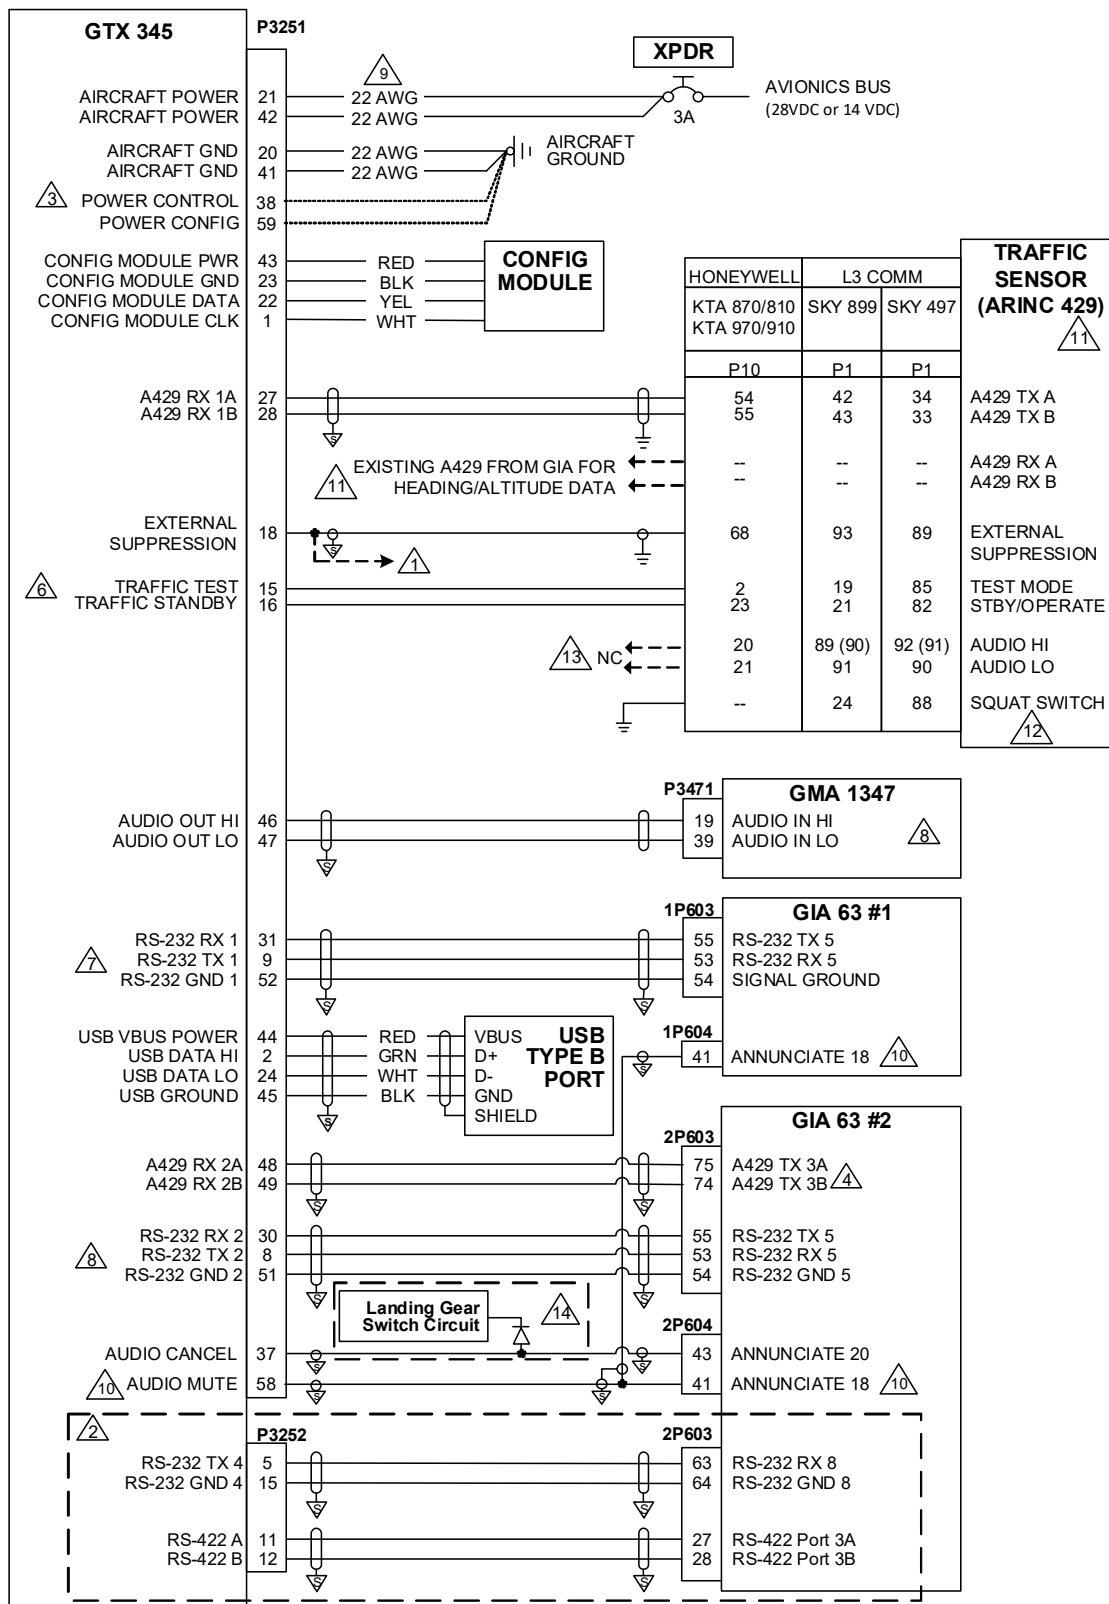 GTX 345
P3251
XPDR
9
AIRCRAFT POWER 21 22 AWG
AIRCRAFT POWER 42 22 AWG
3A
AVIONICS BUS
(28VDC or 14 VDC)
AIRCRAFT GND 20 22 AWG
AIRCRAFT GND 41 22 AWG
AIRCRAFT
GROUND
3 POWER CONTROL 38
POWER CONFIG 59
CONFIG MODULE PWR 43 RED
CONFIG MODULE GND 23 BLK
CONFIG MODULE DATA 22 YEL
CONFIG MODULE CLK 1 WHT
CONFIG
MODULE
TRAFFIC
SENSOR
(ARINC 429)
11
HONEYWELL L3 COMM
KTA 870/810 SKY 899 SKY 497
KTA 970/910
P10 P1 P1
A429 RX 1A 27 54 42 34 A429 TX A
A429 RX 1B 28 55 43 33 A429 TX B
S
11 EXISTING A429 FROM GIA FOR
HEADING/ALTITUDE DATA
-- -- -- A429 RX A
-- -- -- A429 RX B
EXTERNAL
SUPPRESSION 18 68 93 89 EXTERNAL
SUPPRESSION
S
1
6 TRAFFIC TEST 15 2 19 85 TEST MODE
TRAFFIC STANDBY 16 23 21 82 STBY/OPERATE
13 NC 20 89 (90) 92 (91) AUDIO HI
21 91 90 AUDIO LO
-- 24 88 SQUAT SWITCH
12
P3471
GMA 1347
AUDIO OUT HI 46 19 AUDIO IN HI
AUDIO OUT LO 47 39 AUDIO IN LO
8
S
1P603
GIA 63 #1
RS-232 RX 1 31 55 RS-232 TX 5
7 RS-232 TX 1 9 53 RS-232 RX 5
RS-232 GND 1 52 54 SIGNAL GROUND
S S
USB VBUS POWER 44 RED VBUS
USB DATA HI 2 GRN D+
USB DATA LO 24 WHT D-
USB GROUND 45 BLK GND
SHIELD
USB
TYPE B
PORT
S
1P604
S 41 ANNUNCIATE 18 10
GIA 63 #2
2P603
A429 RX 2A 48 75 A429 TX 3A
A429 RX 2B 49 74 A429 TX 3B 4
S S
RS-232 RX 2 30 55 RS-232 TX 5
8 RS-232 TX 2 8 53 RS-232 RX 5
RS-232 GND 2 51 54 RS-232 GND 5
S S
Landing Gear
Switch Circuit
14
2P604
AUDIO CANCEL 37 S S 43 ANNUNCIATE 20
10 AUDIO MUTE 58 S S 41 ANNUNCIATE 18 10
2
P3252 2P603
RS-232 TX 4 5 63 RS-232 RX 8
RS-232 GND 4 15 64 RS-232 GND 8
S S
RS-422 A 11 27 RS-422 Port 3A
RS-422 B 12 28 RS-422 Port 3B
S S